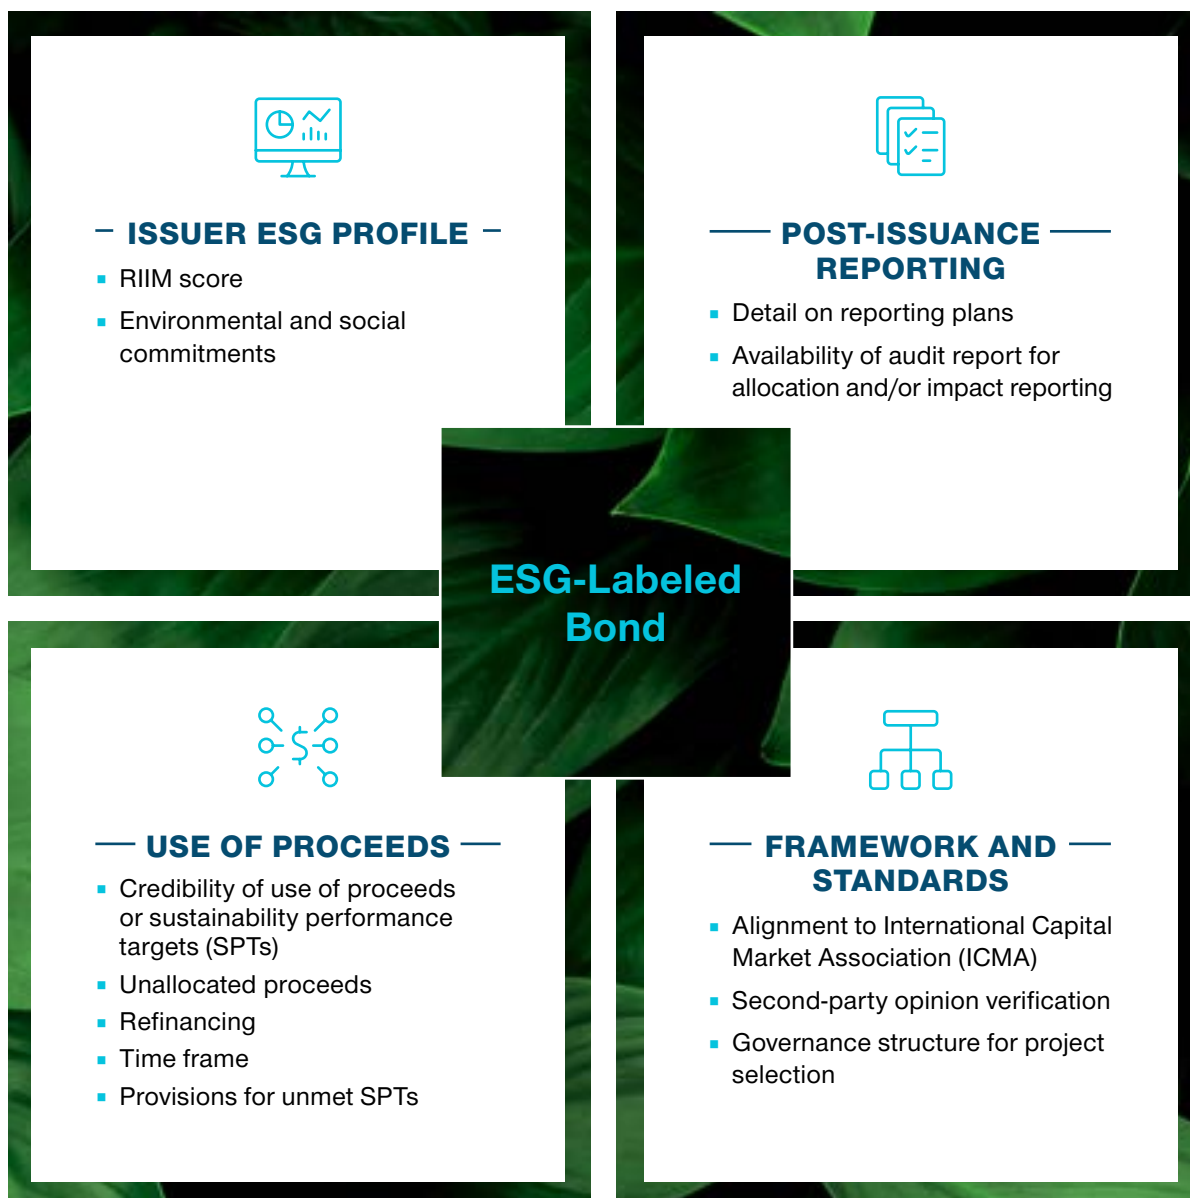 ISSUER ESG PROFILE
RIIM score
Environmental and social
commitments
POST-ISSUANCE
REPORTING
Detail on reporting plans
Availability of audit report for
allocation and/or impact reporting
ESG-Labeled
Bond
USE OF PROCEEDS
Credibility of use of proceeds
or sustainability performance
targets (SPTs)
Unallocated proceeds
Refinancing
Time frame
Provisions for unmet SPTs
FRAMEWORK AND
STANDARDS
Alignment to International Capital
Market Association (ICMA)
Second-party opinion verification
Governance structure for project
selection